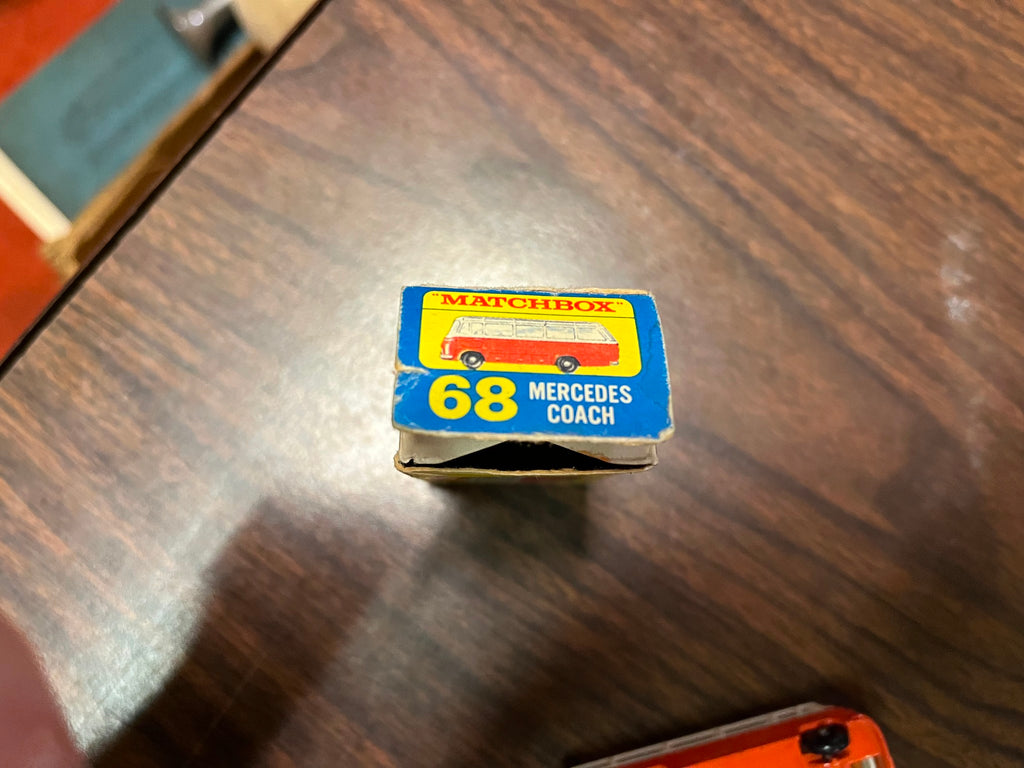 "MATCHBOX"
68 MERCEDES
COACH